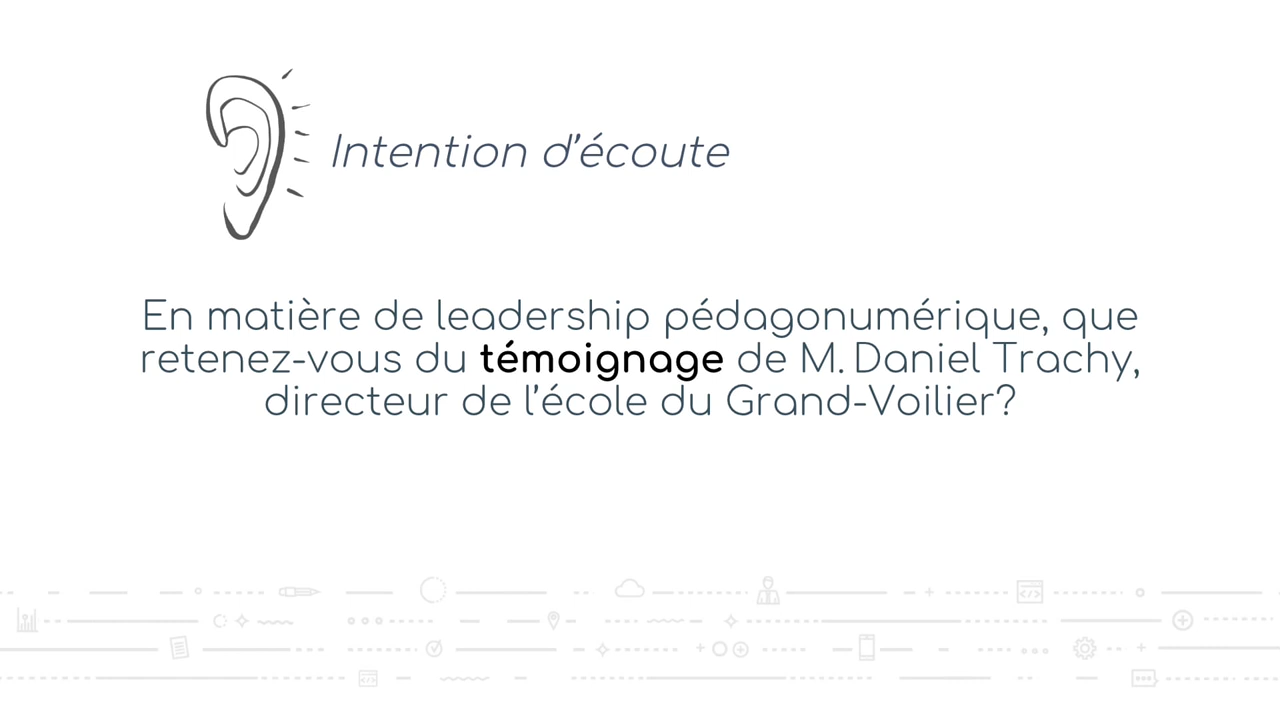 Intention d’écoute
En matière de leadership pédagonumérique, que
retenez-vous du témoignage de M. Daniel Trachy,
directeur de l’école du Grand-Voilier?